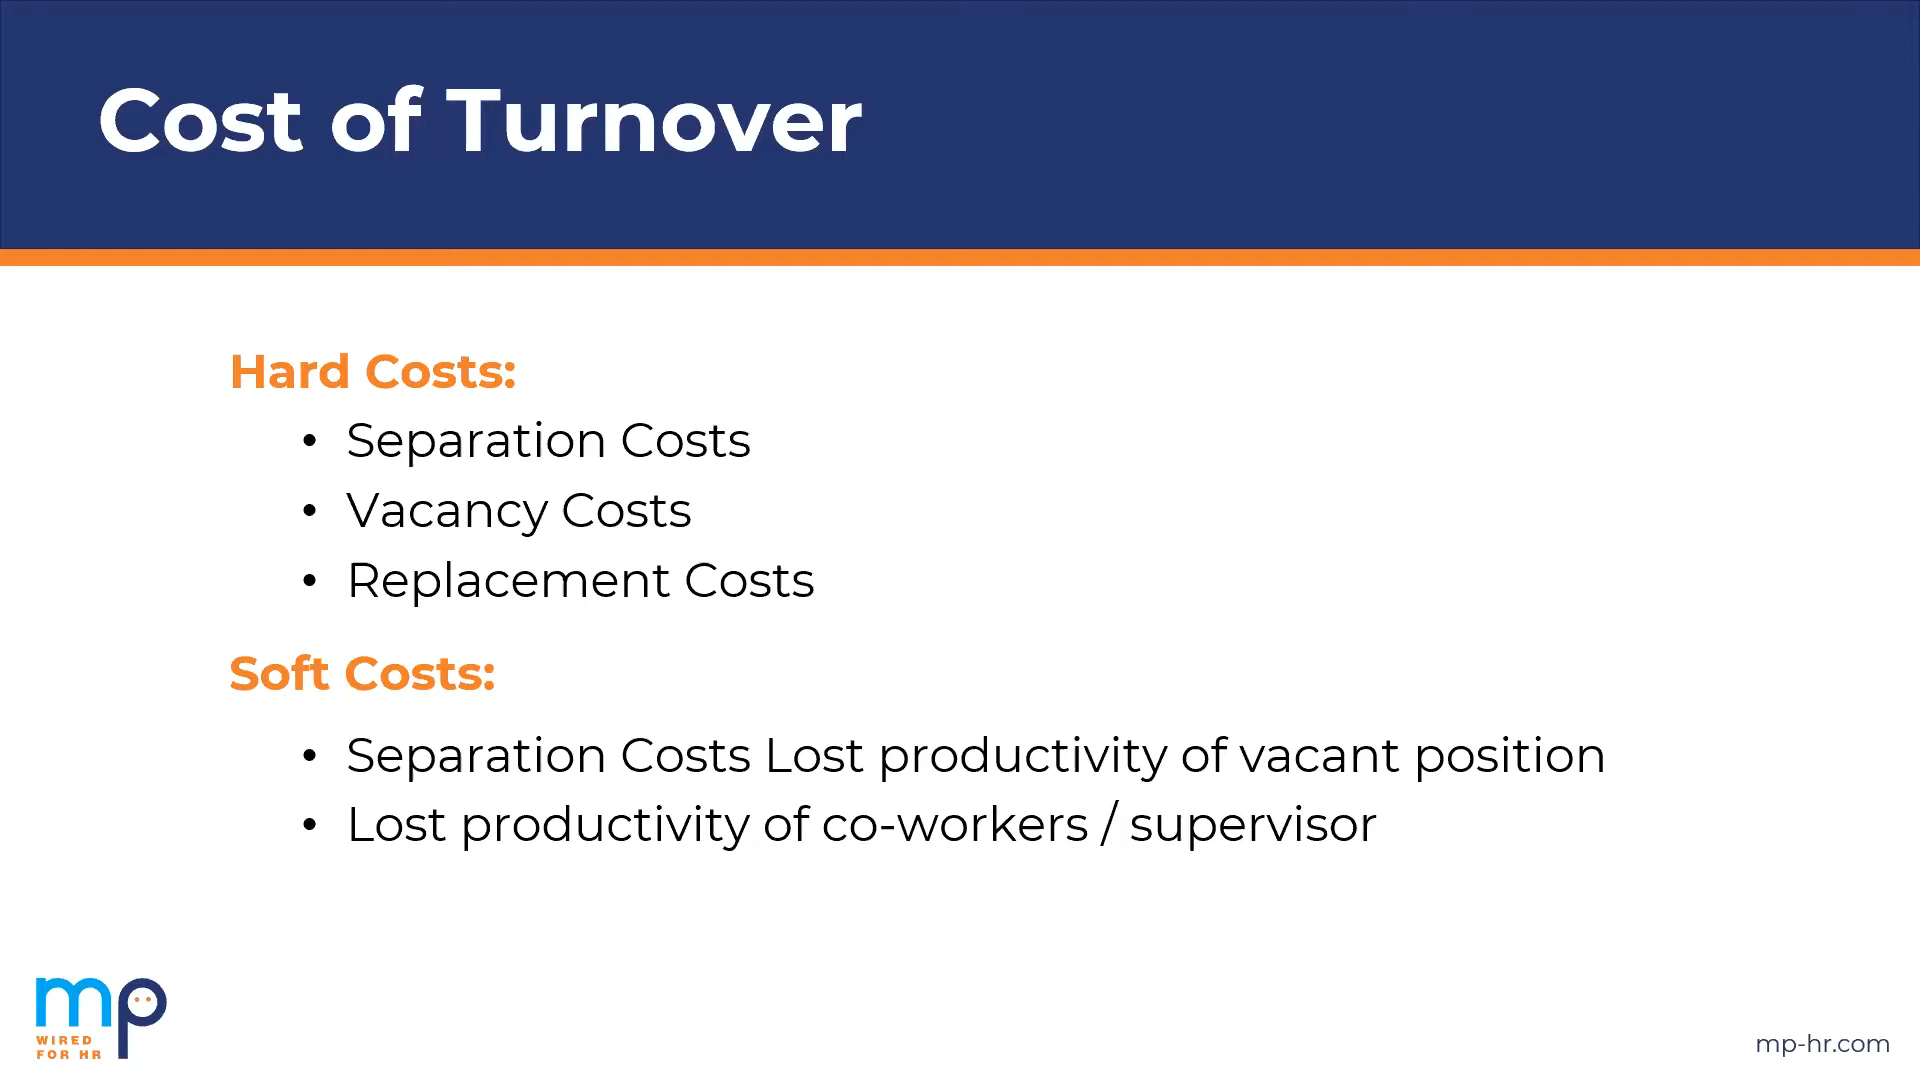 Cost of Turnover
Hard Costs:
• Separation Costs
• Vacancy Costs
• Replacement Costs
Soft Costs:
• Separation Costs Lost productivity of vacant position
• Lost productivity of co-workers / supervisor
mp
WIRED
FOR HR
mp-hr.com